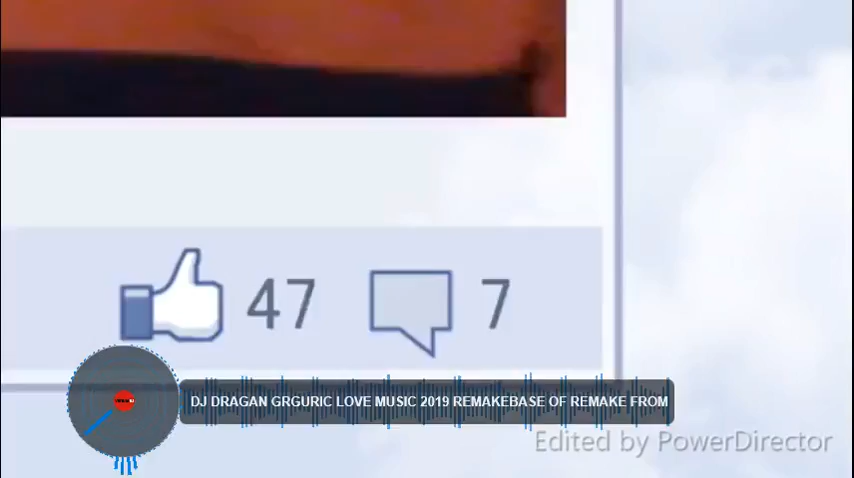 47 7
DJ DRAGAN GRGURIC LOVE MUSIC 2019 REMAKEBASE OF REMAKE FROM
Edited by PowerDirector